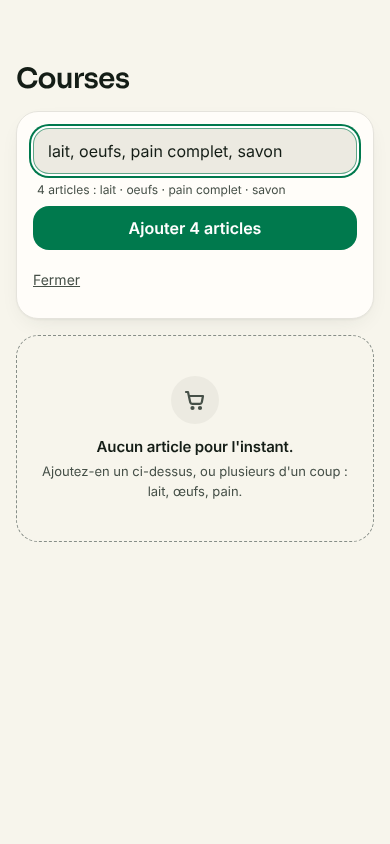 Courses
lait, oeufs, pain complet, savon
4 articles : lait · oeufs · pain complet · savon
Ajouter 4 articles
Fermer
Aucun article pour l'instant.
Ajoutez-en un ci-dessus, ou plusieurs d'un coup :
lait, œufs, pain.